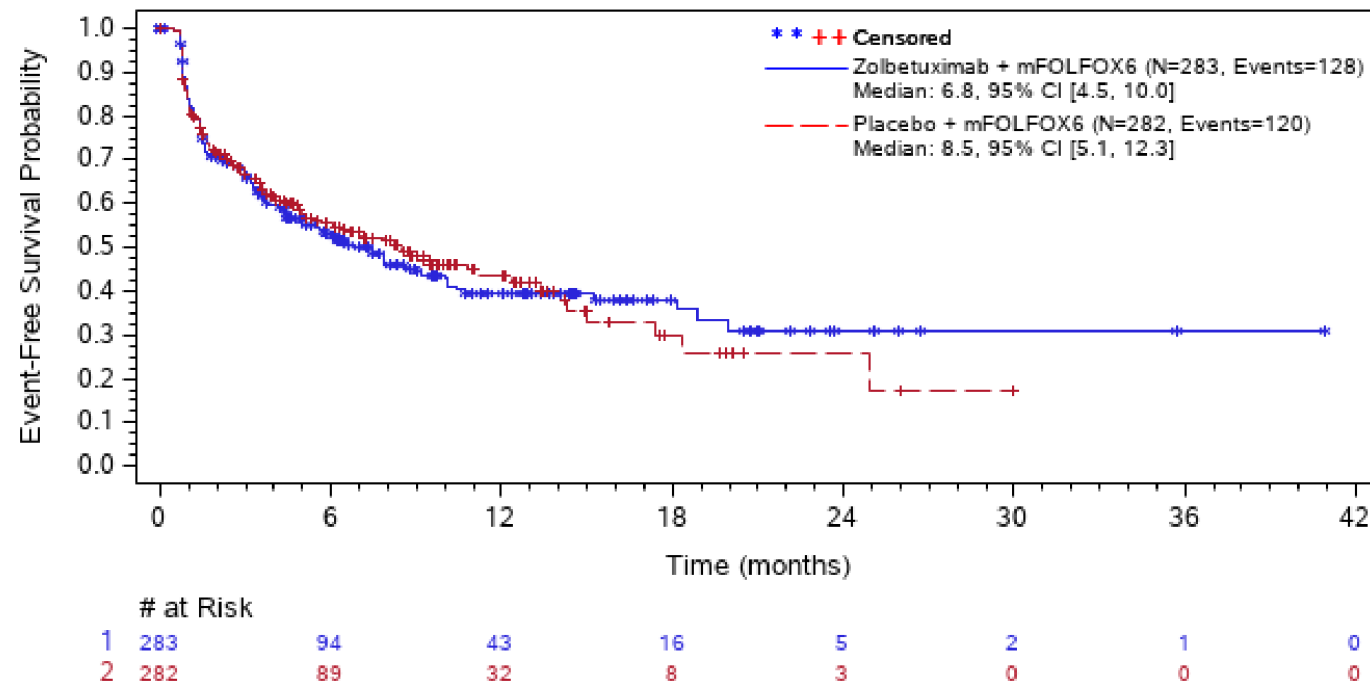 Event-Free Survival Probability
1.0
0.9
0.8
0.7
0.6
0.5
0.4
0.3
0.2
0.1
0.0
Censored
Zolbetuximab + mFOLFOX6 (N=283, Events=128)
Median: 6.8, 95% CI [4.5, 10.0]
Placebo + mFOLFOX6 (N=282, Events=120)
Median: 8.5, 95% CI [5.1, 12.3]
0 6 12 18 24 30 36 42
Time (months)
# at Risk
1 283 94 43 16 5 2 1 0
2 282 89 32 8 3 0 0 0